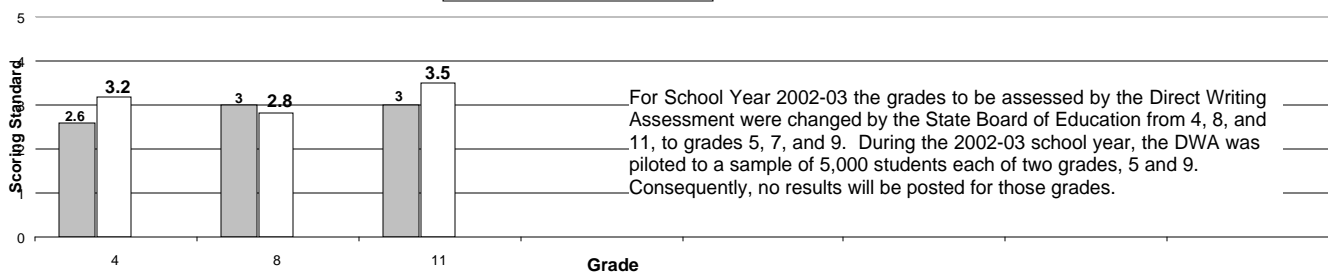 5
4
3
2
1
0
Scoring Standard
2.6
3.2
3
2.8
3
3.5
For School Year 2002-03 the grades to be assessed by the Direct Writing
Assessment were changed by the State Board of Education from 4, 8, and
11, to grades 5, 7, and 9. During the 2002-03 school year, the DWA was
piloted to a sample of 5,000 students each of two grades, 5 and 9.
Consequently, no results will be posted for those grades.
4
8
11
Grade